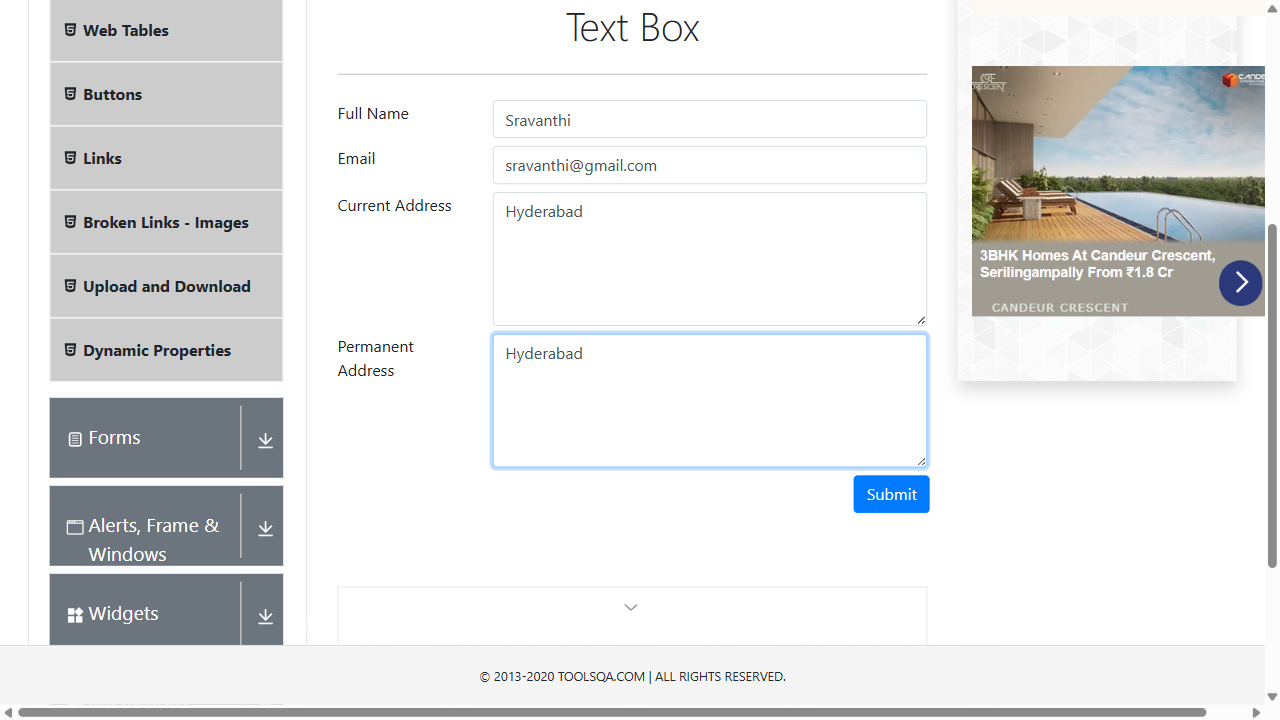 Web Tables
Buttons
Links
Broken Links - Images
Upload and Download
Dynamic Properties
Forms
Alerts, Frame &
Windows
Widgets
Text Box
Full Name
Sravanthi
Email
sravanthi@gmail.com
Current Address
Hyderabad
Permanent
Address
Hyderabad
Submit
3BHK Homes At Candeur Crescent,
Serilingampally From ₹1.8 Cr
CANDEUR CRESCENT
© 2013-2020 TOOLSQA.COM | ALL RIGHTS RESERVED.